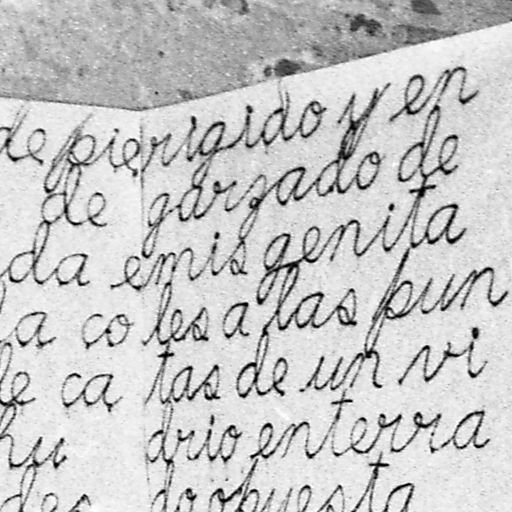 de pie rigido y en
de garzado de
da emis genita
a co les a las pun
le ca tas de un vi
hu drio enterra
des do o puesta